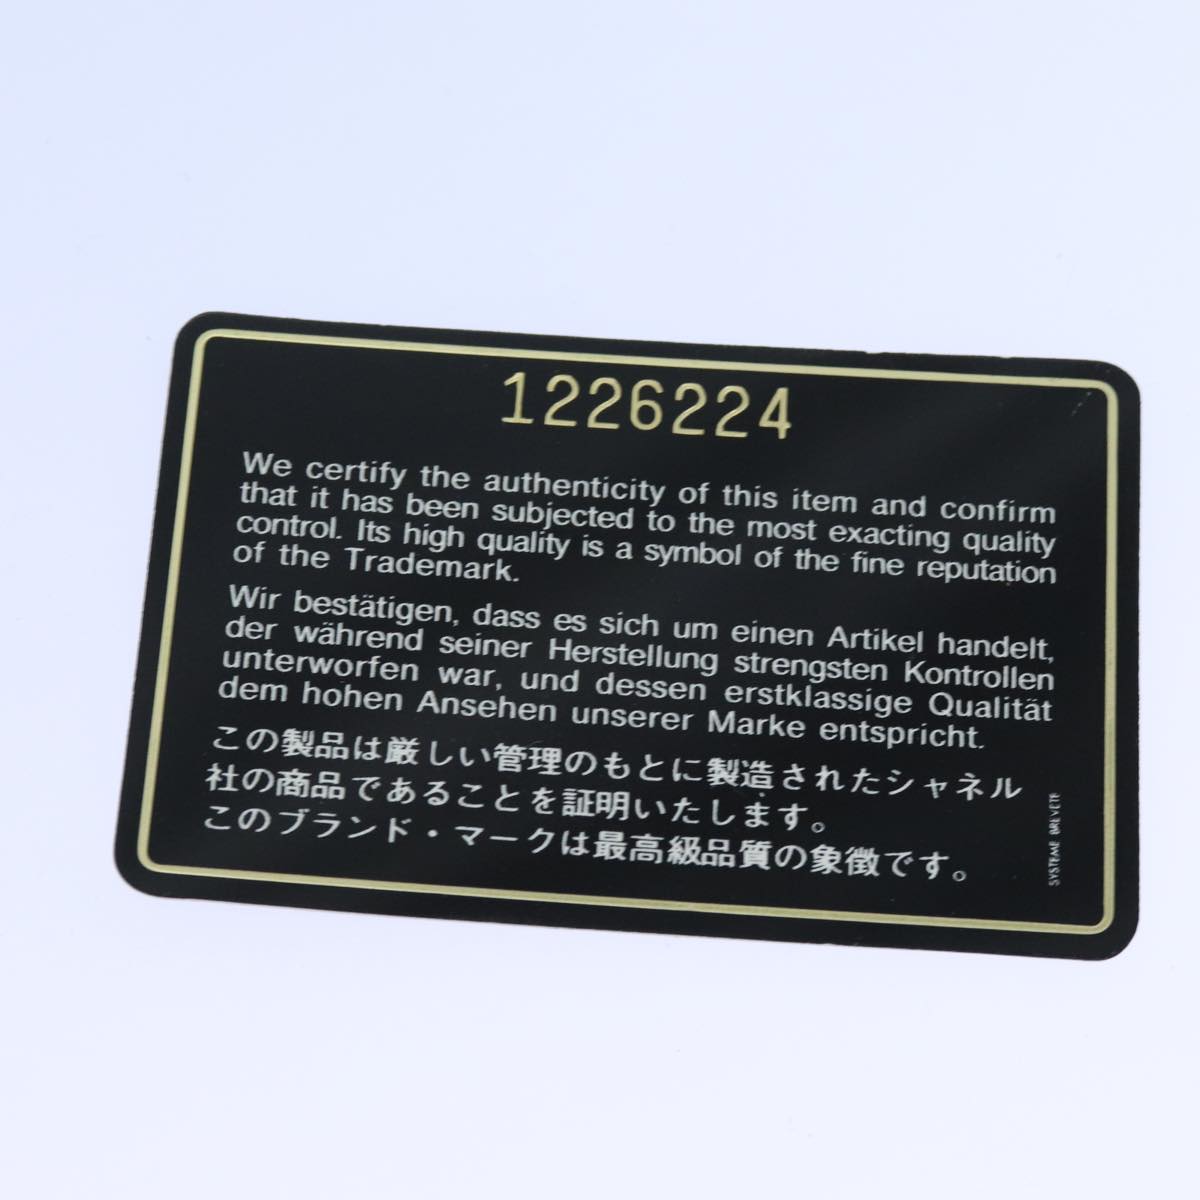 1226224
We certify the authenticity of this item and confirm
that it has been subjected to the most exacting quality
control. Its high quality is a symbol of the fine reputation
of the Trademark.
Wir bestätigen, dass es sich um einen Artikel handelt,
der während seiner Herstellung strengsten Kontrollen
unterworfen war, und dessen erstklassige Qualität
dem hohen Ansehen unserer Marke entspricht.
この製品は厳しい管理のもとに製造されたシャネル
社の商品であることを証明いたします。
このブランド・マークは最高級品質の象徴です。
SYSTEME BREVETE